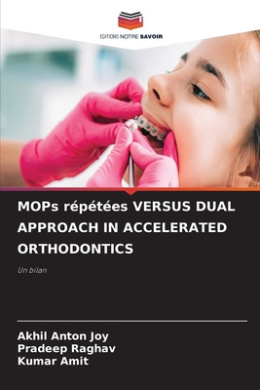 EDITIONS NOTRE SAVOIR
MOPs répétées VERSUS DUAL
APPROACH IN ACCELERATED
ORTHODONTICS
Un bilan
Akhil Anton Joy
Pradeep Raghav
Kumar Amit